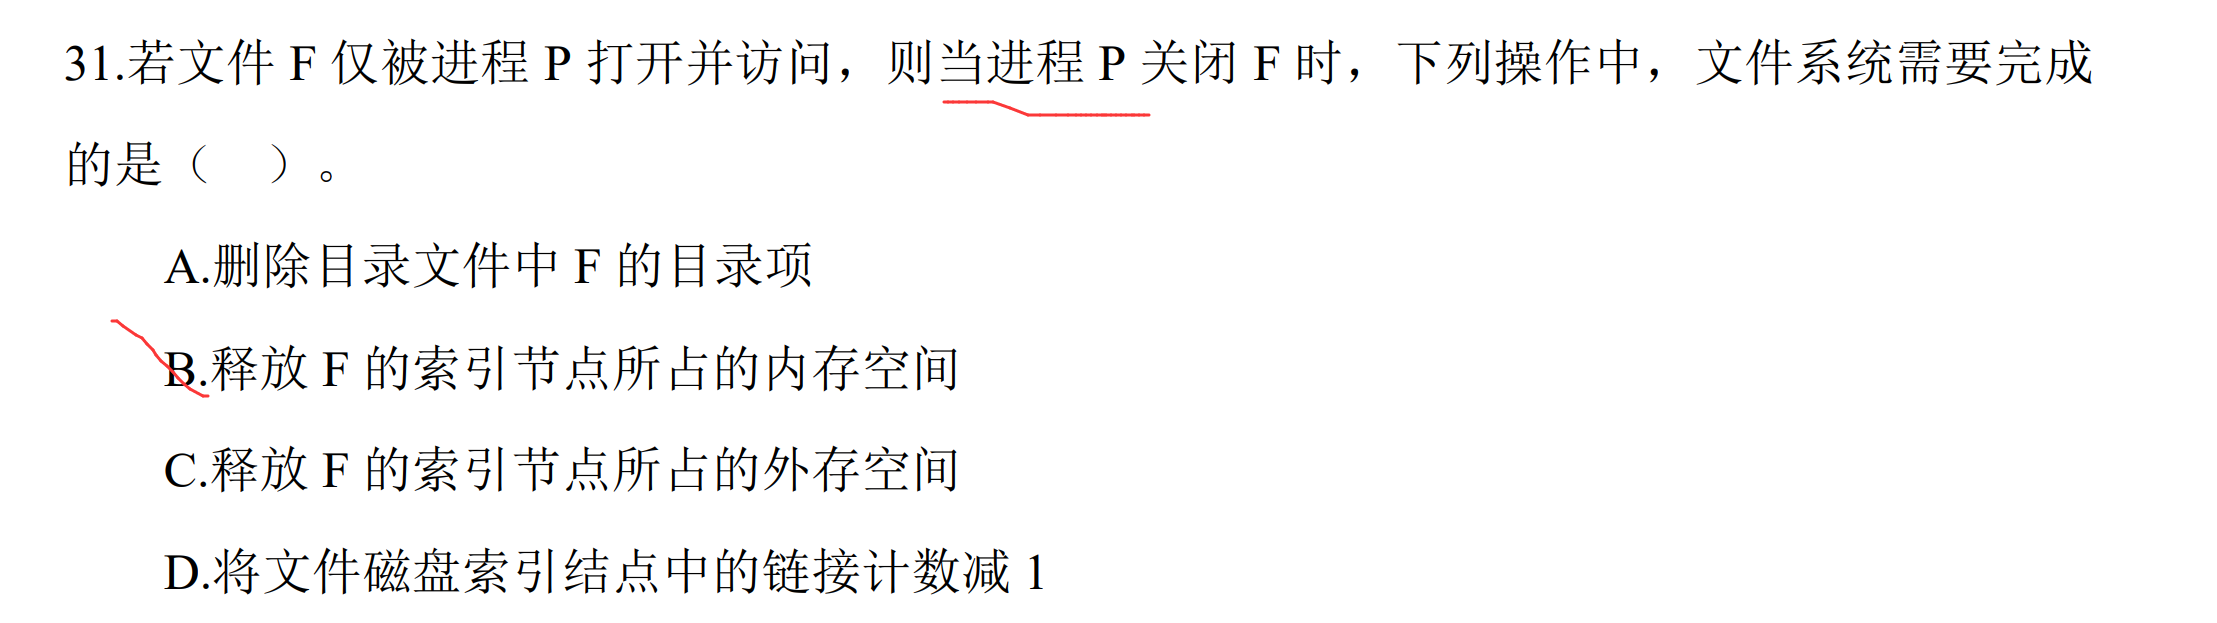 31.若文件 F 仅被进程 P 打开并访问，则当进程 P 关闭 F 时，下列操作中，文件系统需要完成
的是（　）。
A.删除目录文件中 F 的目录项
B.释放 F 的索引节点所占的内存空间
C.释放 F 的索引节点所占的外存空间
D.将文件磁盘索引结点中的链接计数减 1